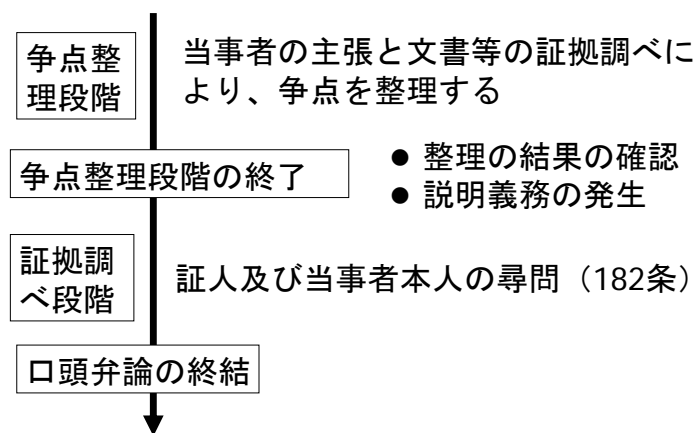 争点整
理段階
当事者の主張と文書等の証拠調べに
より、争点を整理する
争点整理段階の終了
● 整理の結果の確認
● 説明義務の発生
証拠調
べ段階
証人及び当事者本人の尋問（182条）
口頭弁論の終結